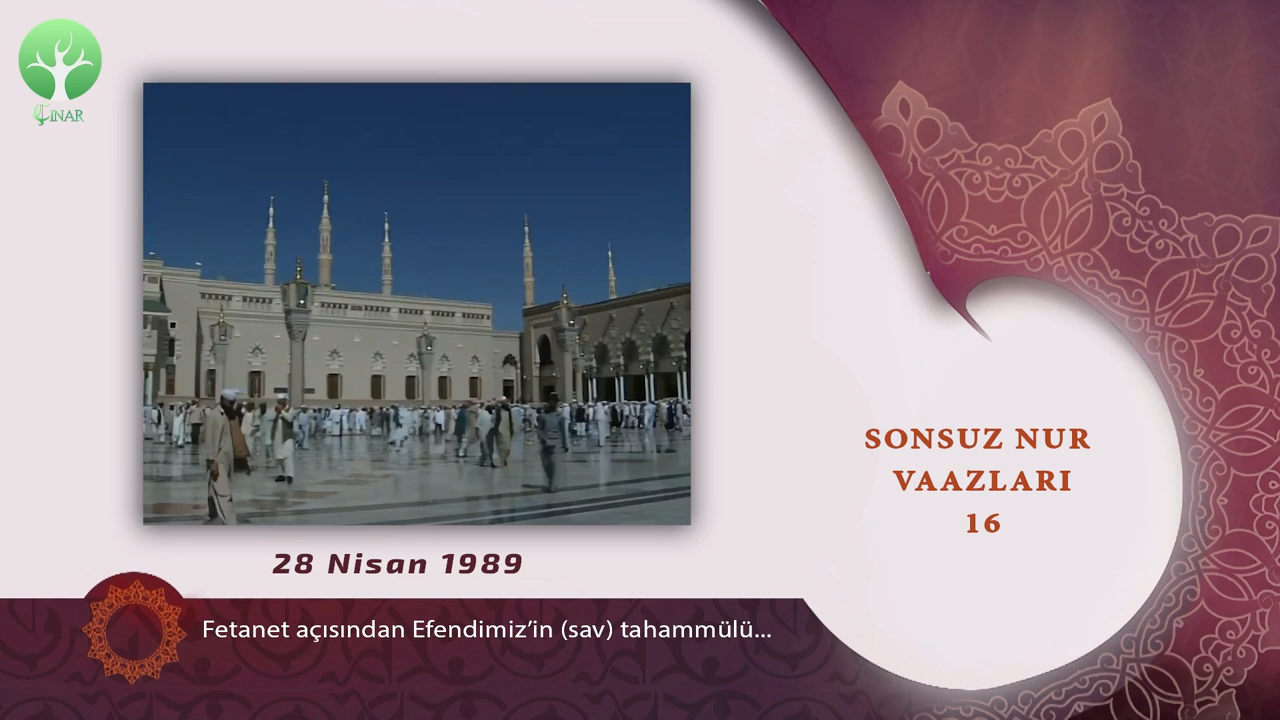 ÇINAR
28 Nisan 1989
SONSUZ NUR
VAAZLARI
16
Fetanet açısından Efendimiz’in (sav) tahammülü...